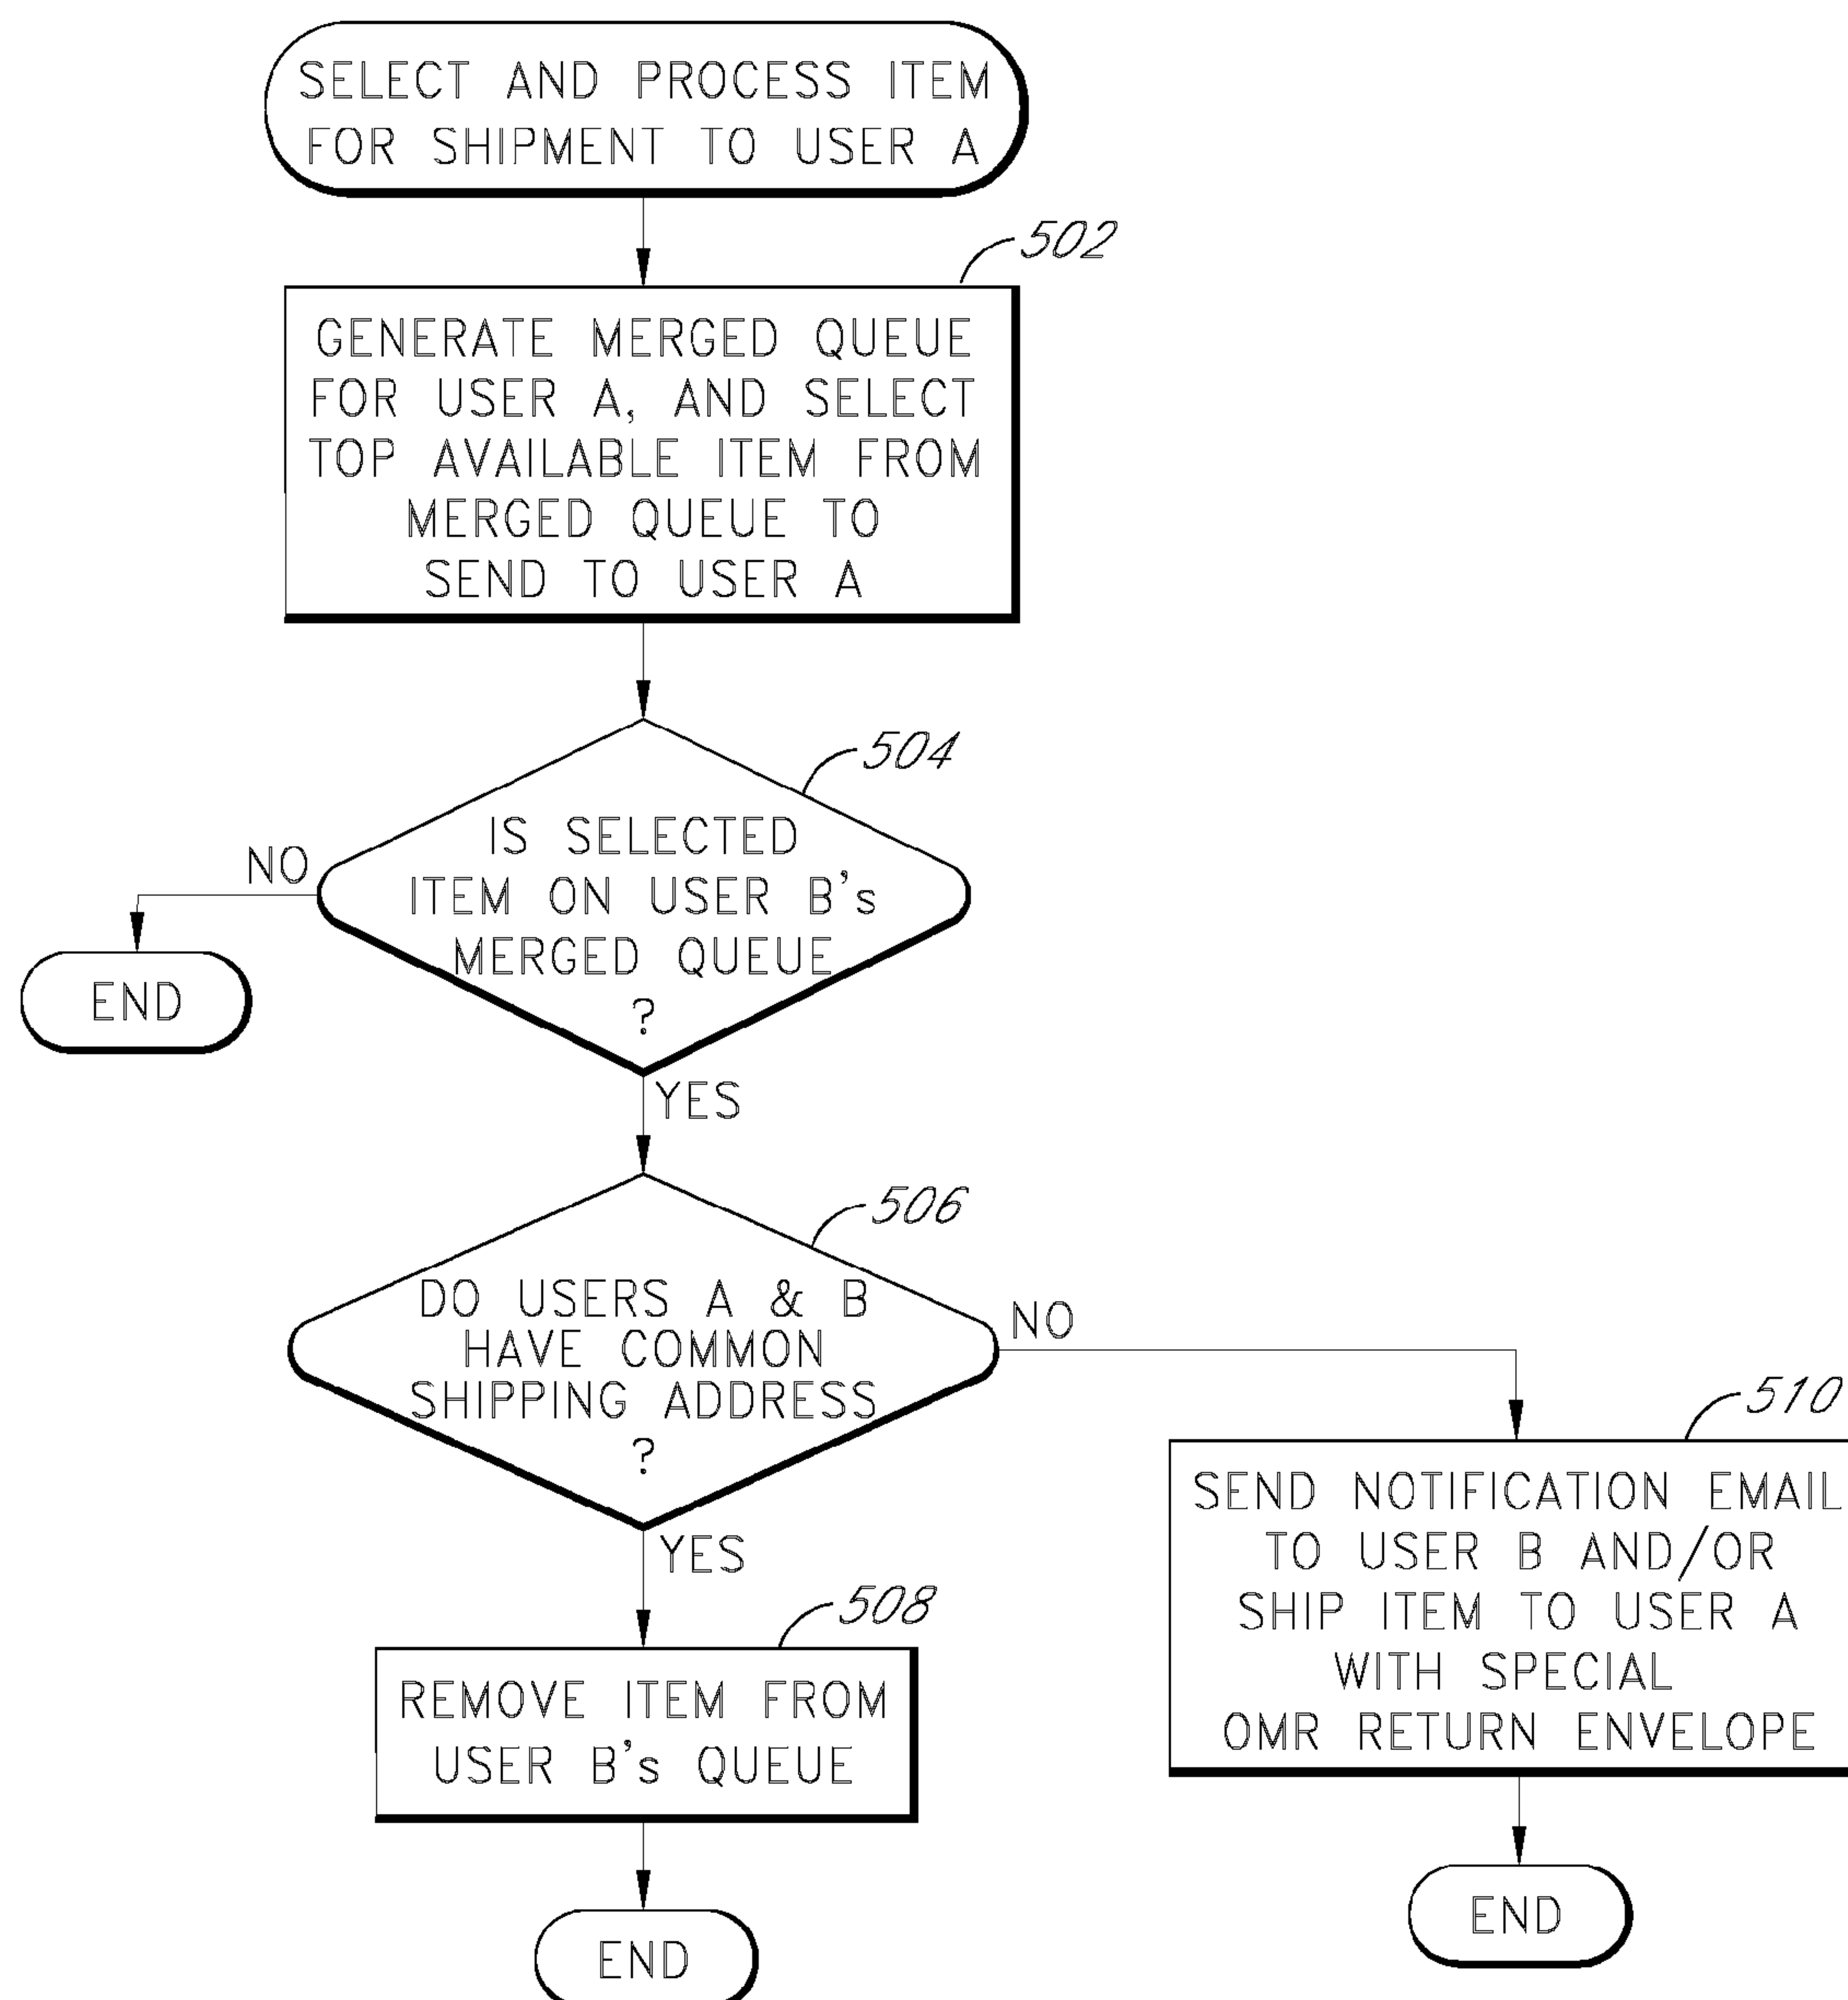 SELECT AND PROCESS ITEM
FOR SHIPMENT TO USER A
502
GENERATE MERGED QUEUE
FOR USER A, AND SELECT
TOP AVAILABLE ITEM FROM
MERGED QUEUE TO
SEND TO USER A
504
IS SELECTED
ITEM ON USER B's
MERGED QUEUE
?
NO
END
YES
506
DO USERS A & B
HAVE COMMON
SHIPPING ADDRESS
?
NO
510
SEND NOTIFICATION EMAIL
TO USER B AND/OR
SHIP ITEM TO USER A
WITH SPECIAL
OMR RETURN ENVELOPE
END
YES
508
REMOVE ITEM FROM
USER B's QUEUE
END